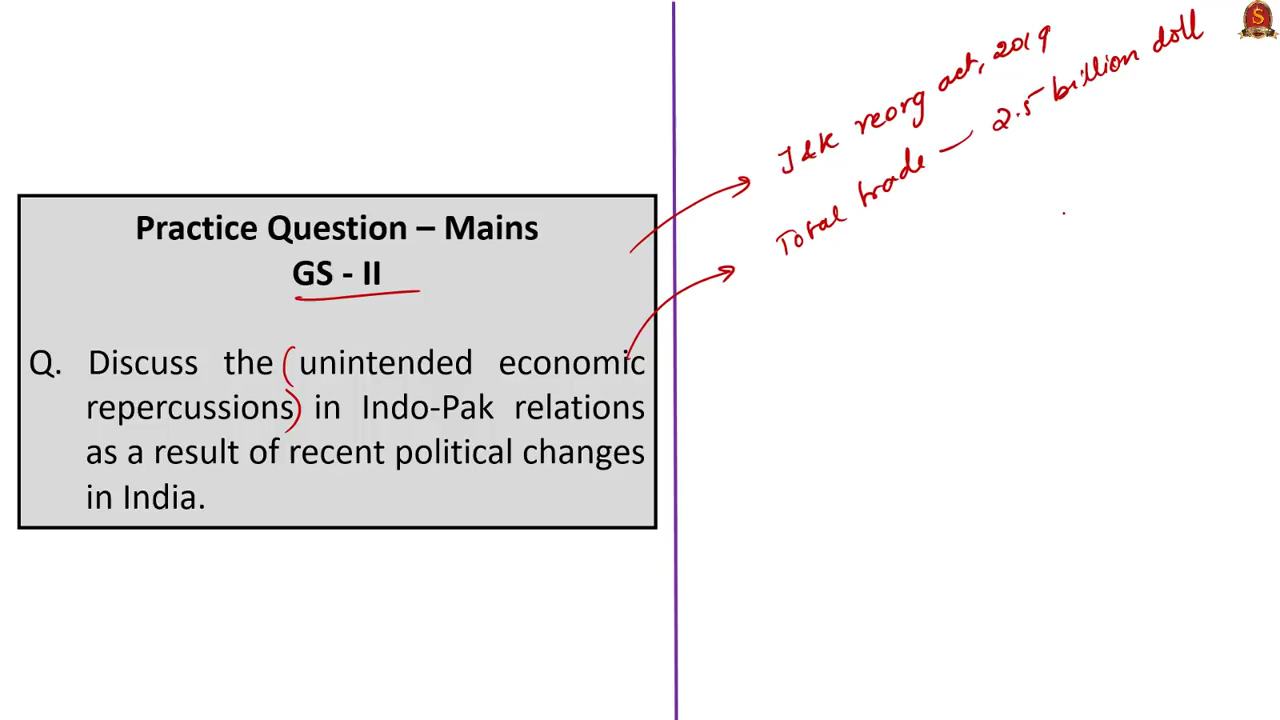 Practice Question – Mains
GS - II
Q. Discuss the (unintended economic
repercussions) in Indo-Pak relations
as a result of recent political changes
in India.
J&K reorg act, 2019
Total trade – 2.5 billion doll
S